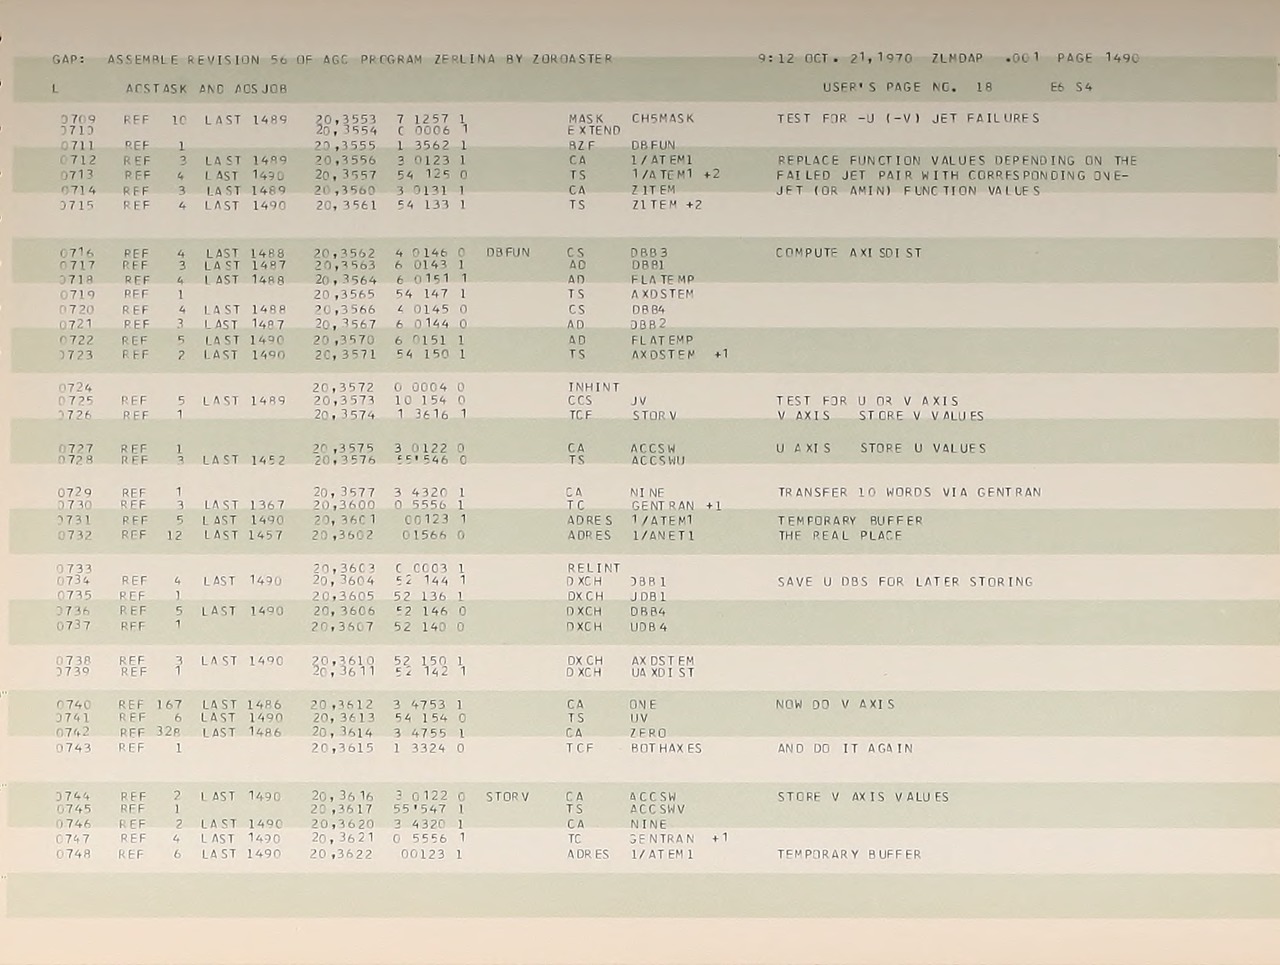 GAP: ASSEMBLE REVISION 56 OF AGC PROGRAM ZERLINA BY ZOROASTER 9:12 OCT. 21,1970 ZLMDAP .001 PAGE 1490
L AOSTASK AND AOSJOB USER'S PAGE NO. 18 E6 S4
0709 REF 10 LAST 1489 20,3553 7 1257 1 MASK CH5MASK TEST FOR -U (-V) JET FAILURES
0710 20,3554 0 0006 1 EXTEND
0711 REF 1 20,3555 1 3562 1 BZF DBFUN
0712 REF 3 LAST 1489 20,3556 3 0123 1 CA 1/ATEM1 REPLACE FUNCTION VALUES DEPENDING ON THE
0713 REF 4 LAST 1490 20,3557 54 125 0 TS 1/ATEM1 +2 FAILED JET PAIR WITH CORRESPONDING ONE-
0714 REF 3 LAST 1489 20,3560 3 0131 1 CA Z1TEM JET (OR AMIN) FUNCTION VALUES
0715 REF 4 LAST 1490 20,3561 54 133 1 TS Z1TEM +2
0716 REF 4 LAST 1488 20,3562 4 0146 0 DBFUN CS DBB3 COMPUTE AXISDIST
0717 REF 3 LAST 1487 20,3563 6 0143 1 AD DBB1
0718 REF 4 LAST 1488 20,3564 6 0151 1 AD FLATEMP
0719 REF 1 20,3565 54 147 1 TS AXDSTEM
0720 REF 4 LAST 1488 20,3566 4 0145 0 CS DBB4
0721 REF 3 LAST 1487 20,3567 6 0144 0 AD DBB2
0722 REF 5 LAST 1490 20,3570 6 0151 1 AD FLATEMP
0723 REF 2 LAST 1490 20,3571 54 150 1 TS AXDSTEM +1
0724 20,3572 0 0004 0 INHINT
0725 REF 5 LAST 1489 20,3573 10 154 0 CCS UV TEST FOR U OR V AXIS
0726 REF 1 20,3574 1 3616 1 TCF STORV V AXIS STORE V VALUES
0727 REF 1 20,3575 3 0122 0 CA ACCSW U AXIS STORE U VALUES
0728 REF 3 LAST 1452 20,3576 55'546 0 TS ACCSWU
0729 REF 1 20,3577 3 4320 1 CA NINE TRANSFER 10 WORDS VIA GENTRAN
0730 REF 3 LAST 1367 20,3600 0 5556 1 TC GENTRAN +1
0731 REF 5 LAST 1490 20,3601 00123 1 ADRES 1/ATEM1 TEMPORARY BUFFER
0732 REF 12 LAST 1457 20,3602 01566 0 ADRES 1/ANET1 THE REAL PLACE
0733 20,3603 0 0003 1 RELINT
0734 REF 4 LAST 1490 20,3604 52 144 1 DXCH DBB1 SAVE U DBS FOR LATER STORING
0735 REF 1 20,3605 52 136 1 DXCH UDB1
0736 REF 5 LAST 1490 20,3606 52 146 0 DXCH DBB4
0737 REF 1 20,3607 52 140 0 DXCH UDB4
0738 REF 3 LAST 1490 20,3610 52 150 1 DXCH AXDSTEM
0739 REF 1 20,3611 52 142 1 DXCH UAXDIST
0740 REF 167 LAST 1486 20,3612 3 4753 1 CA ONE NOW DO V AXIS
0741 REF 6 LAST 1490 20,3613 54 154 0 TS UV
0742 REF 328 LAST 1486 20,3614 3 4755 1 CA ZERO
0743 REF 1 20,3615 1 3324 0 TCF BOTHAXES AND DO IT AGAIN
0744 REF 2 LAST 1490 20,3616 3 0122 0 STORV CA ACCSW STORE V AXIS VALUES
0745 REF 1 20,3617 55'547 1 TS ACCSWV
0746 REF 2 LAST 1490 20,3620 3 4320 1 CA NINE
0747 REF 4 LAST 1490 20,3621 0 5556 1 TC GENTRAN +1
0748 REF 6 LAST 1490 20,3622 00123 1 ADRES 1/ATEM1 TEMPORARY BUFFER